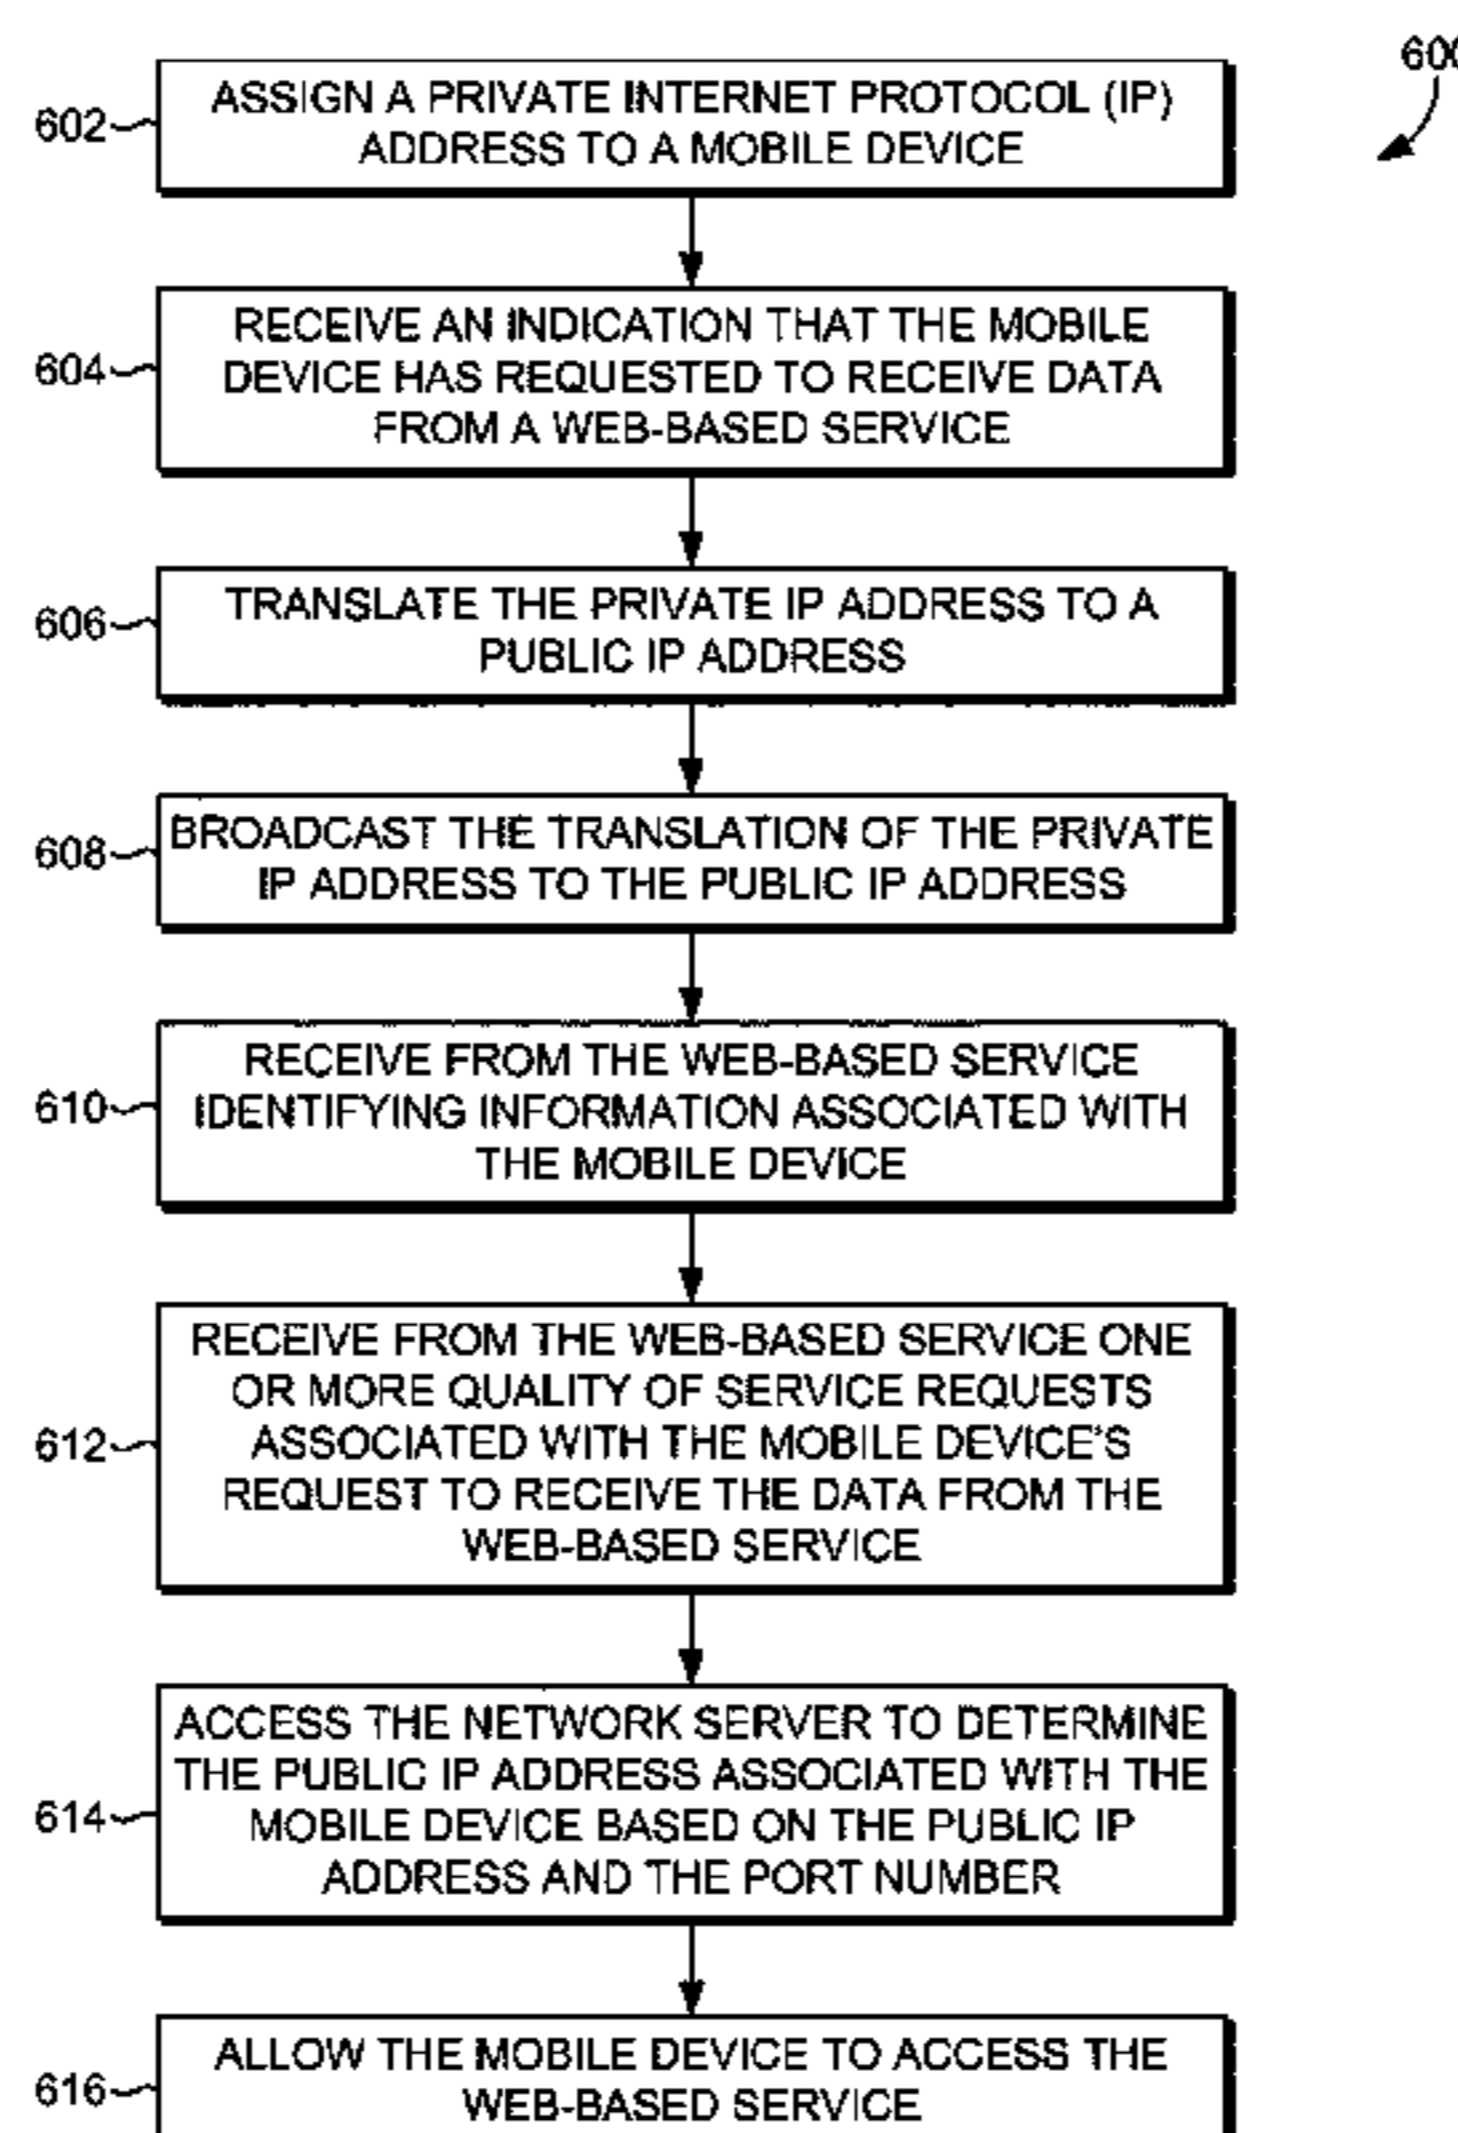 600
602
ASSIGN A PRIVATE INTERNET PROTOCOL (IP)
ADDRESS TO A MOBILE DEVICE
604
RECEIVE AN INDICATION THAT THE MOBILE
DEVICE HAS REQUESTED TO RECEIVE DATA
FROM A WEB-BASED SERVICE
606
TRANSLATE THE PRIVATE IP ADDRESS TO A
PUBLIC IP ADDRESS
608
BROADCAST THE TRANSLATION OF THE PRIVATE
IP ADDRESS TO THE PUBLIC IP ADDRESS
610
RECEIVE FROM THE WEB-BASED SERVICE
IDENTIFYING INFORMATION ASSOCIATED WITH
THE MOBILE DEVICE
612
RECEIVE FROM THE WEB-BASED SERVICE ONE
OR MORE QUALITY OF SERVICE REQUESTS
ASSOCIATED WITH THE MOBILE DEVICE'S
REQUEST TO RECEIVE THE DATA FROM THE
WEB-BASED SERVICE
614
ACCESS THE NETWORK SERVER TO DETERMINE
THE PUBLIC IP ADDRESS ASSOCIATED WITH THE
MOBILE DEVICE BASED ON THE PUBLIC IP
ADDRESS AND THE PORT NUMBER
616
ALLOW THE MOBILE DEVICE TO ACCESS THE
WEB-BASED SERVICE